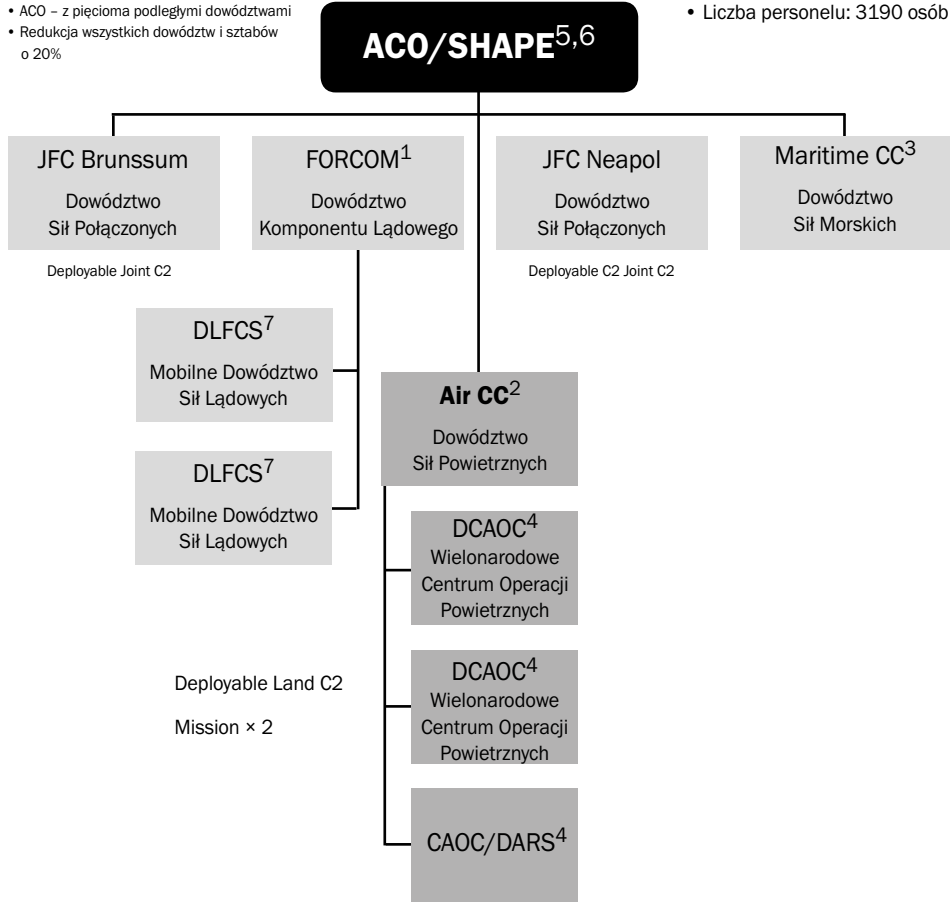 • ACO – z pięcioma podległymi dowództwami
• Redukcja wszystkich dowództw i sztabów
o 20%
ACO/SHAPE5,6
• Liczba personelu: 3190 osób
JFC Brunssum
Dowództwo
Sił Połączonych
Deployable Joint C2
FORCOM1
Dowództwo
Komponentu Lądowego
JFC Neapol
Dowództwo
Sił Połączonych
Deployable C2 Joint C2
Maritime CC3
Dowództwo
Sił Morskich
DLFCS7
Mobilne Dowództwo
Sił Lądowych
DLFCS7
Mobilne Dowództwo
Sił Lądowych
Air CC2
Dowództwo
Sił Powietrznych
DCAOC4
Wielonarodowe
Centrum Operacji
Powietrznych
DCAOC4
Wielonarodowe
Centrum Operacji
Powietrznych
CAOC/DARS4
Deployable Land C2
Mission × 2